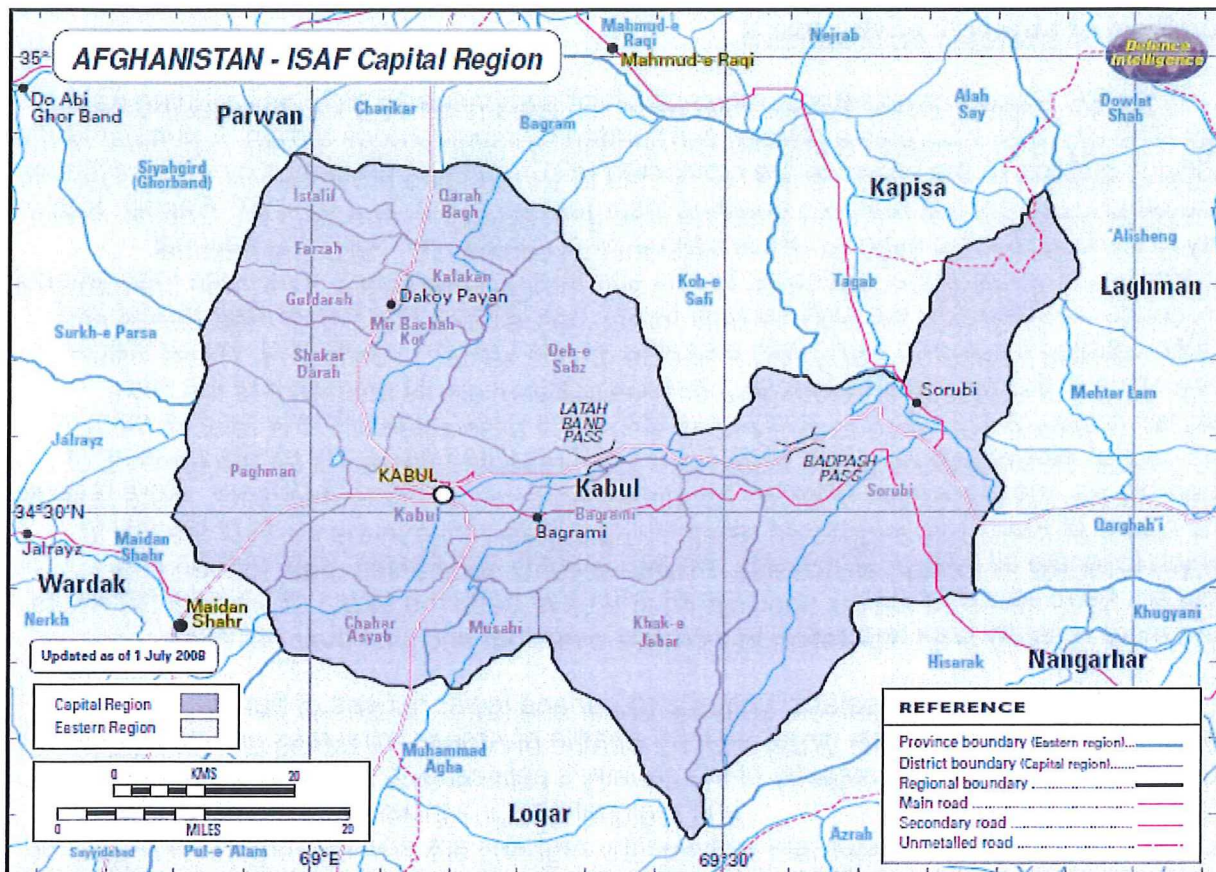 AFGHANISTAN - ISAF Capital Region
Defence
Intelligence
35°
Mahmud-e
Raqi
Mahmud-e Raqi
Nejrab
Do Abi
Ghor Band
Parwan
Charikar
Bagram
Alah
Say
Dowlat
Shah
Siyahgird
(Ghorband)
Istalif
Qarah
Bagh
Kapisa
'Alisheng
Farzah
Kalakan
Koh-e
Safi
Tagab
Laghman
Guldarah
Dakoy Payan
Mir Bachah
Kot
Surkh-e Parsa
Shakar
Darah
Deh-e
Sabz
Sorubi
Mehter Lam
LATAH
BAND
PASS
Jalrayz
Paghman
KABUL
Kabul
BADPASH
PASS
Sorubi
34°30'N
Kabul
Bagrami
Bagrami
Qarghah'i
Jalrayz
Maidan
Shahr
Wardak
Maidan
Shahr
Nerkh
Chahar
Asyab
Musahi
Khak-e
Jabar
Khugyani
Hisarak
Nangarhar
Updated as of 1 July 2008
Capital Region
Eastern Region
0 KMS 20
0 MILES 20
Muhammad
Agha
Logar
Azrah
Sayyidabad
Pul-e 'Alam
69°E
69°30'
REFERENCE
Province boundary (Eastern region)
District boundary (Capital region)
Regional boundary
Main road
Secondary road
Unmetalled road